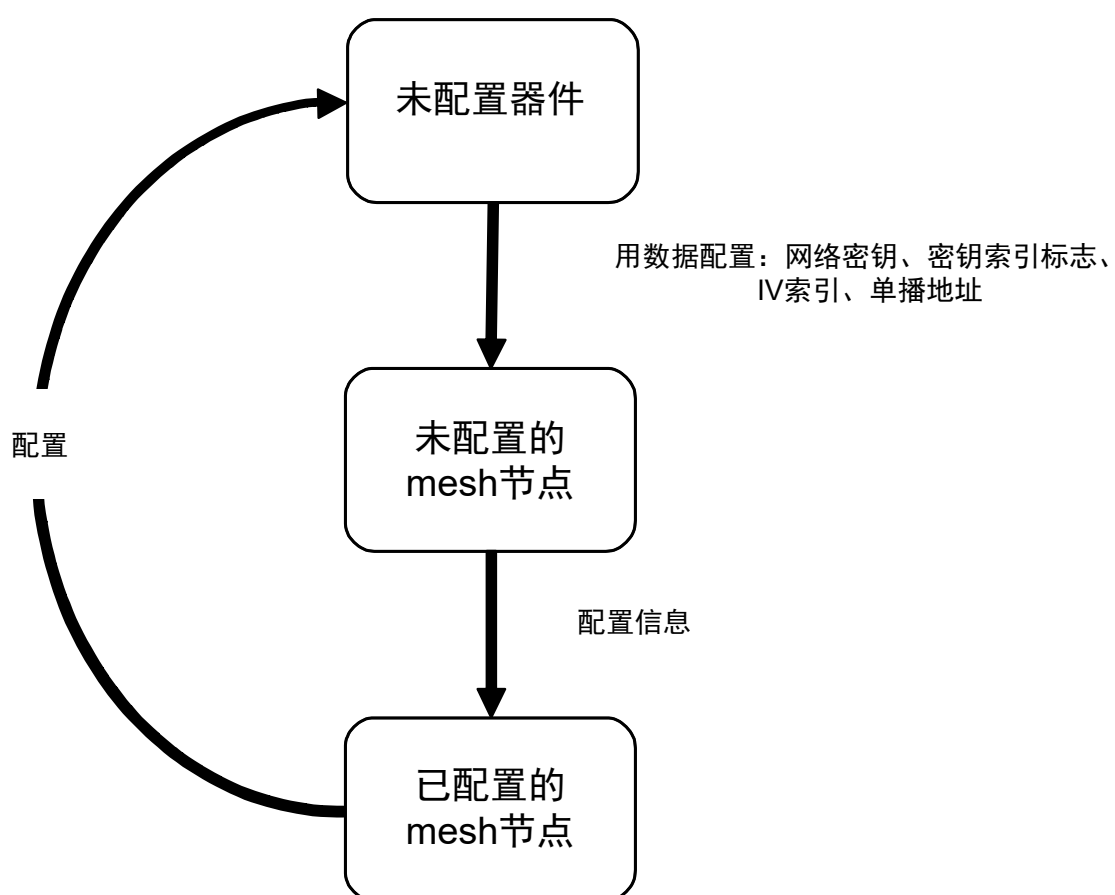 未配置器件
用数据配置：网络密钥、密钥索引标志、
IV索引、单播地址
未配置的
mesh节点
配置
配置信息
已配置的
mesh节点